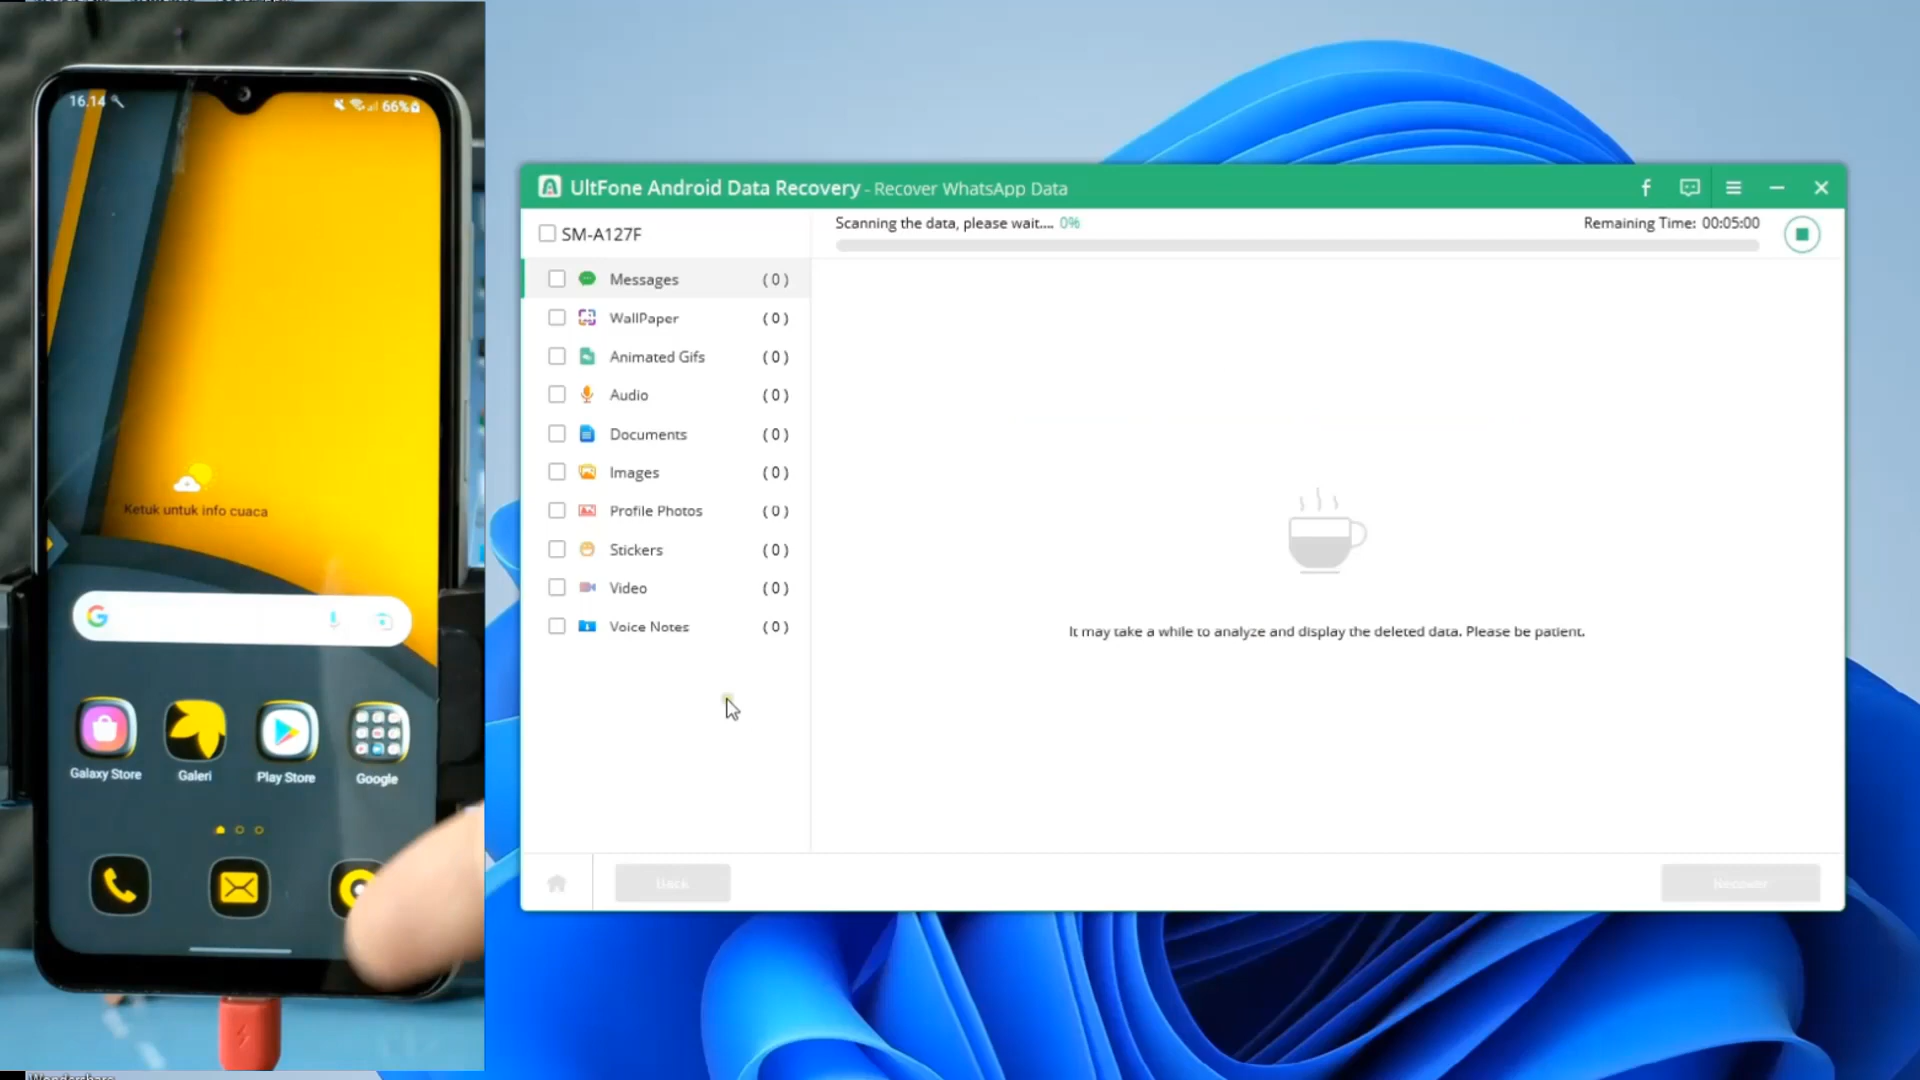 16.14
66%
Ketuk untuk info cuaca
Galaxy Store
Galeri
Play Store
Google
UltFone Android Data Recovery - Recover WhatsApp Data
SM-A127F
Scanning the data, please wait.... 0%
Remaining Time: 00:05:00
Messages (0)
WallPaper (0)
Animated Gifs (0)
Audio (0)
Documents (0)
Images (0)
Profile Photos (0)
Stickers (0)
Video (0)
Voice Notes (0)
It may take a while to analyze and display the deleted data. Please be patient.
Back
Recover